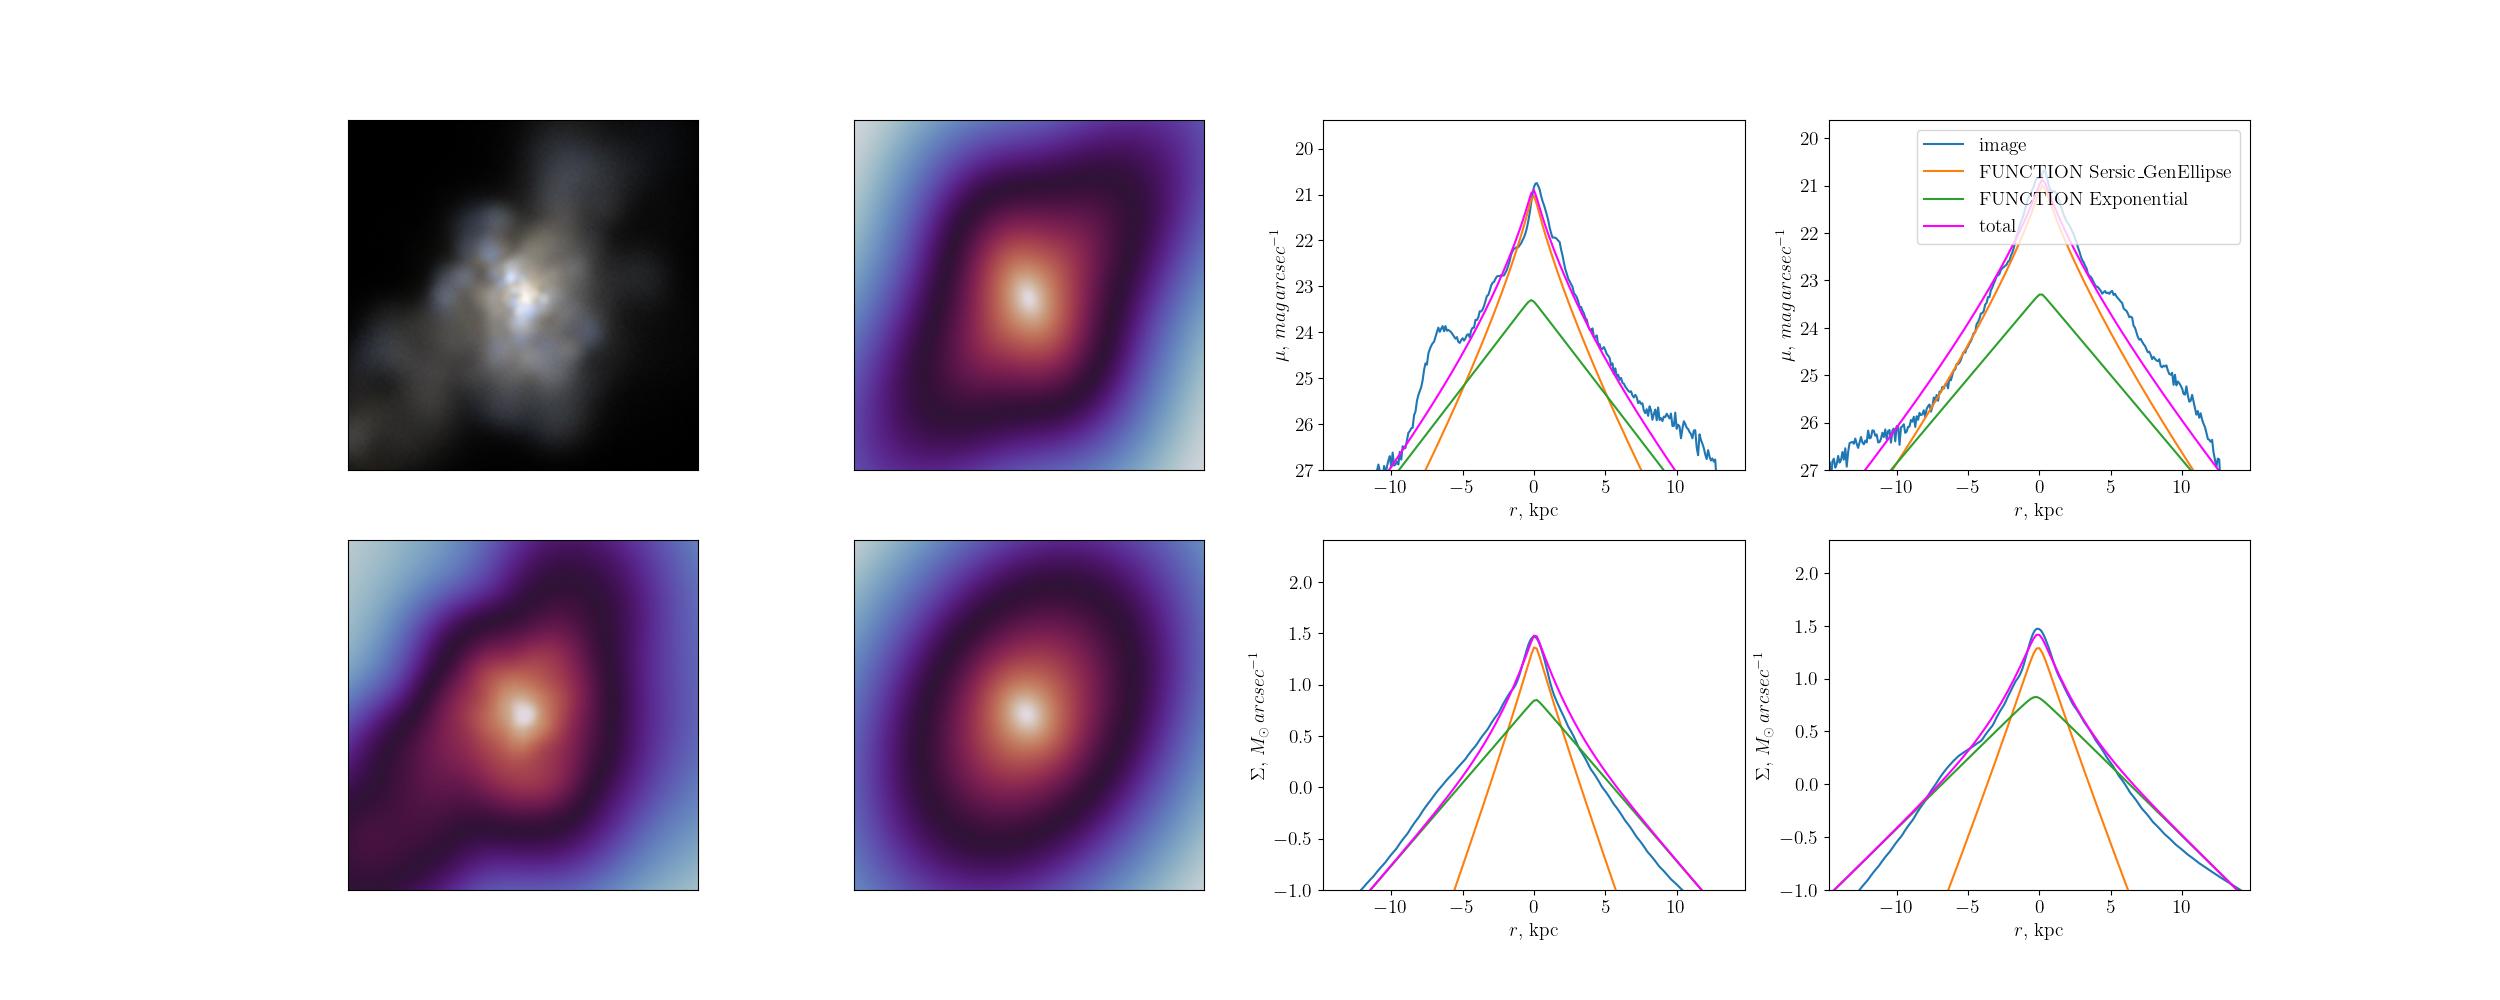 20
21
22
23
24
25
26
27
μ, magarcsec⁻¹
−10 −5 0 5 10
r, kpc
20
21
22
23
24
25
26
27
μ, magarcsec⁻¹
image
FUNCTION Sersic_GenEllipse
FUNCTION Exponential
total
−10 −5 0 5 10
r, kpc
2.0
1.5
1.0
0.5
0.0
−0.5
−1.0
Σ, M⊙ arcsec⁻¹
−10 −5 0 5 10
r, kpc
2.0
1.5
1.0
0.5
0.0
−0.5
−1.0
Σ, M⊙ arcsec⁻¹
−10 −5 0 5 10
r, kpc